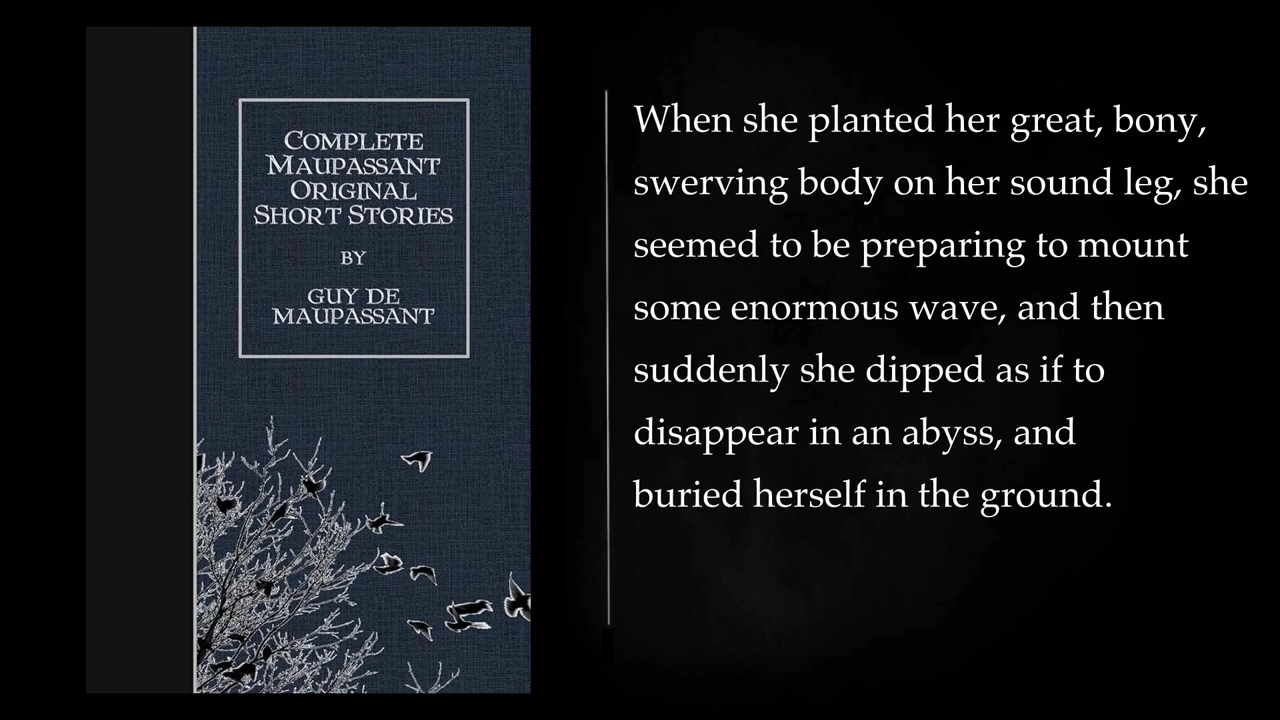 COMPLETE
MAUPASSANT
ORIGINAL
SHORT STORIES
BY
GUY DE
MAUPASSANT
When she planted her great, bony,
swerving body on her sound leg, she
seemed to be preparing to mount
some enormous wave, and then
suddenly she dipped as if to
disappear in an abyss, and
buried herself in the ground.